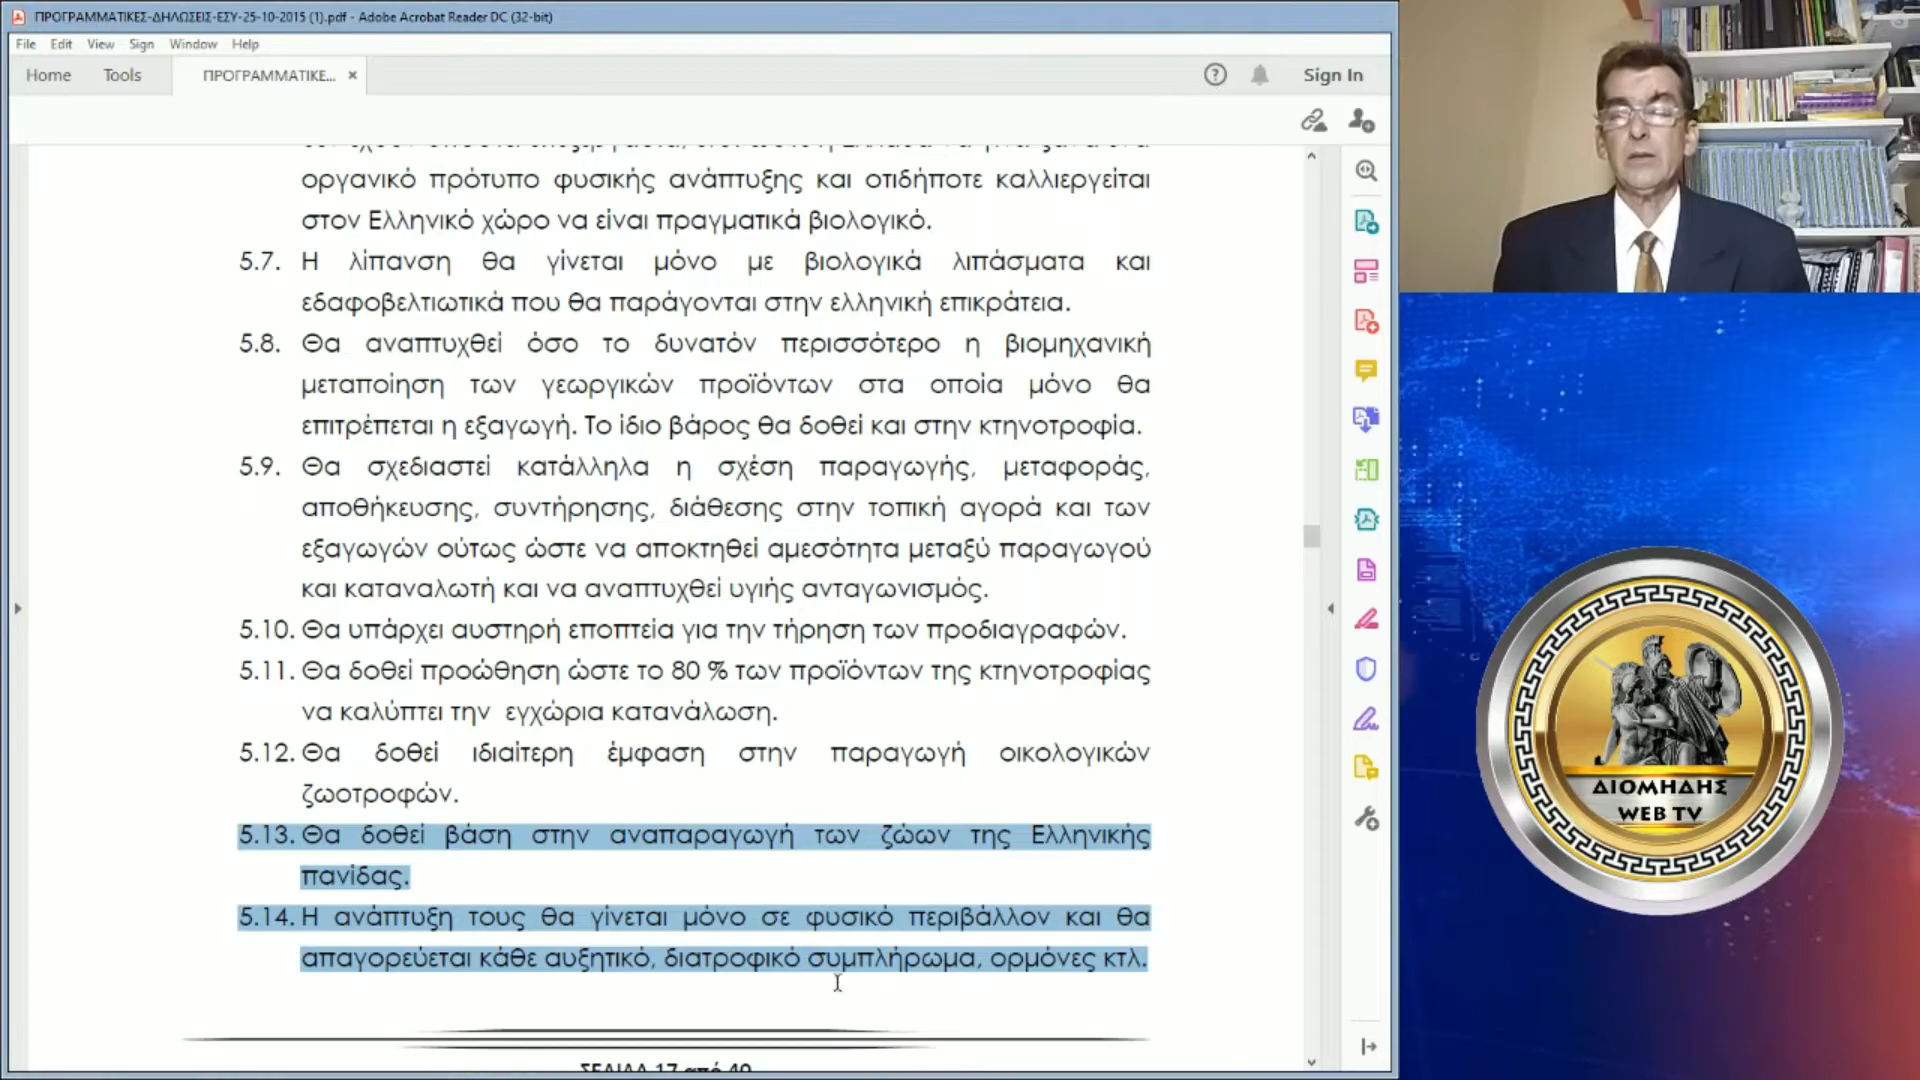 ΠΡΟΓΡΑΜΜΑΤΙΚΕΣ-ΔΗΛΩΣΕΙΣ-ΕΣΥ-25-10-2015 (1).pdf - Adobe Acrobat Reader DC (32-bit)
File Edit View Sign Window Help
Home Tools ΠΡΟΓΡΑΜΜΑΤΙΚΕ... × Sign In
οργανικό πρότυπο φυσικής ανάπτυξης και οτιδήποτε καλλιεργείται
στον Ελληνικό χώρο να είναι πραγματικά βιολογικό.
5.7. Η λίπανση θα γίνεται μόνο με βιολογικά λιπάσματα και
εδαφοβελτιωτικά που θα παράγονται στην ελληνική επικράτεια.
5.8. Θα αναπτυχθεί όσο το δυνατόν περισσότερο η βιομηχανική
μεταποίηση των γεωργικών προϊόντων στα οποία μόνο θα
επιτρέπεται η εξαγωγή. Το ίδιο βάρος θα δοθεί και στην κτηνοτροφία.
5.9. Θα σχεδιαστεί κατάλληλα η σχέση παραγωγής, μεταφοράς,
αποθήκευσης, συντήρησης, διάθεσης στην τοπική αγορά και των
εξαγωγών ούτως ώστε να αποκτηθεί αμεσότητα μεταξύ παραγωγού
και καταναλωτή και να αναπτυχθεί υγιής ανταγωνισμός.
5.10. Θα υπάρχει αυστηρή εποπτεία για την τήρηση των προδιαγραφών.
5.11. Θα δοθεί προώθηση ώστε το 80 % των προϊόντων της κτηνοτροφίας
να καλύπτει την εγχώρια κατανάλωση.
5.12. Θα δοθεί ιδιαίτερη έμφαση στην παραγωγή οικολογικών
ζωοτροφών.
5.13. Θα δοθεί βάση στην αναπαραγωγή των ζώων της Ελληνικής
πανίδας.
5.14. Η ανάπτυξη τους θα γίνεται μόνο σε φυσικό περιβάλλον και θα
απαγορεύεται κάθε αυξητικό, διατροφικό συμπλήρωμα, ορμόνες κτλ.
ΣΕΛΙΔΑ 17 από 40
ΔΙΟΜΗΔΗΣ
WEB TV